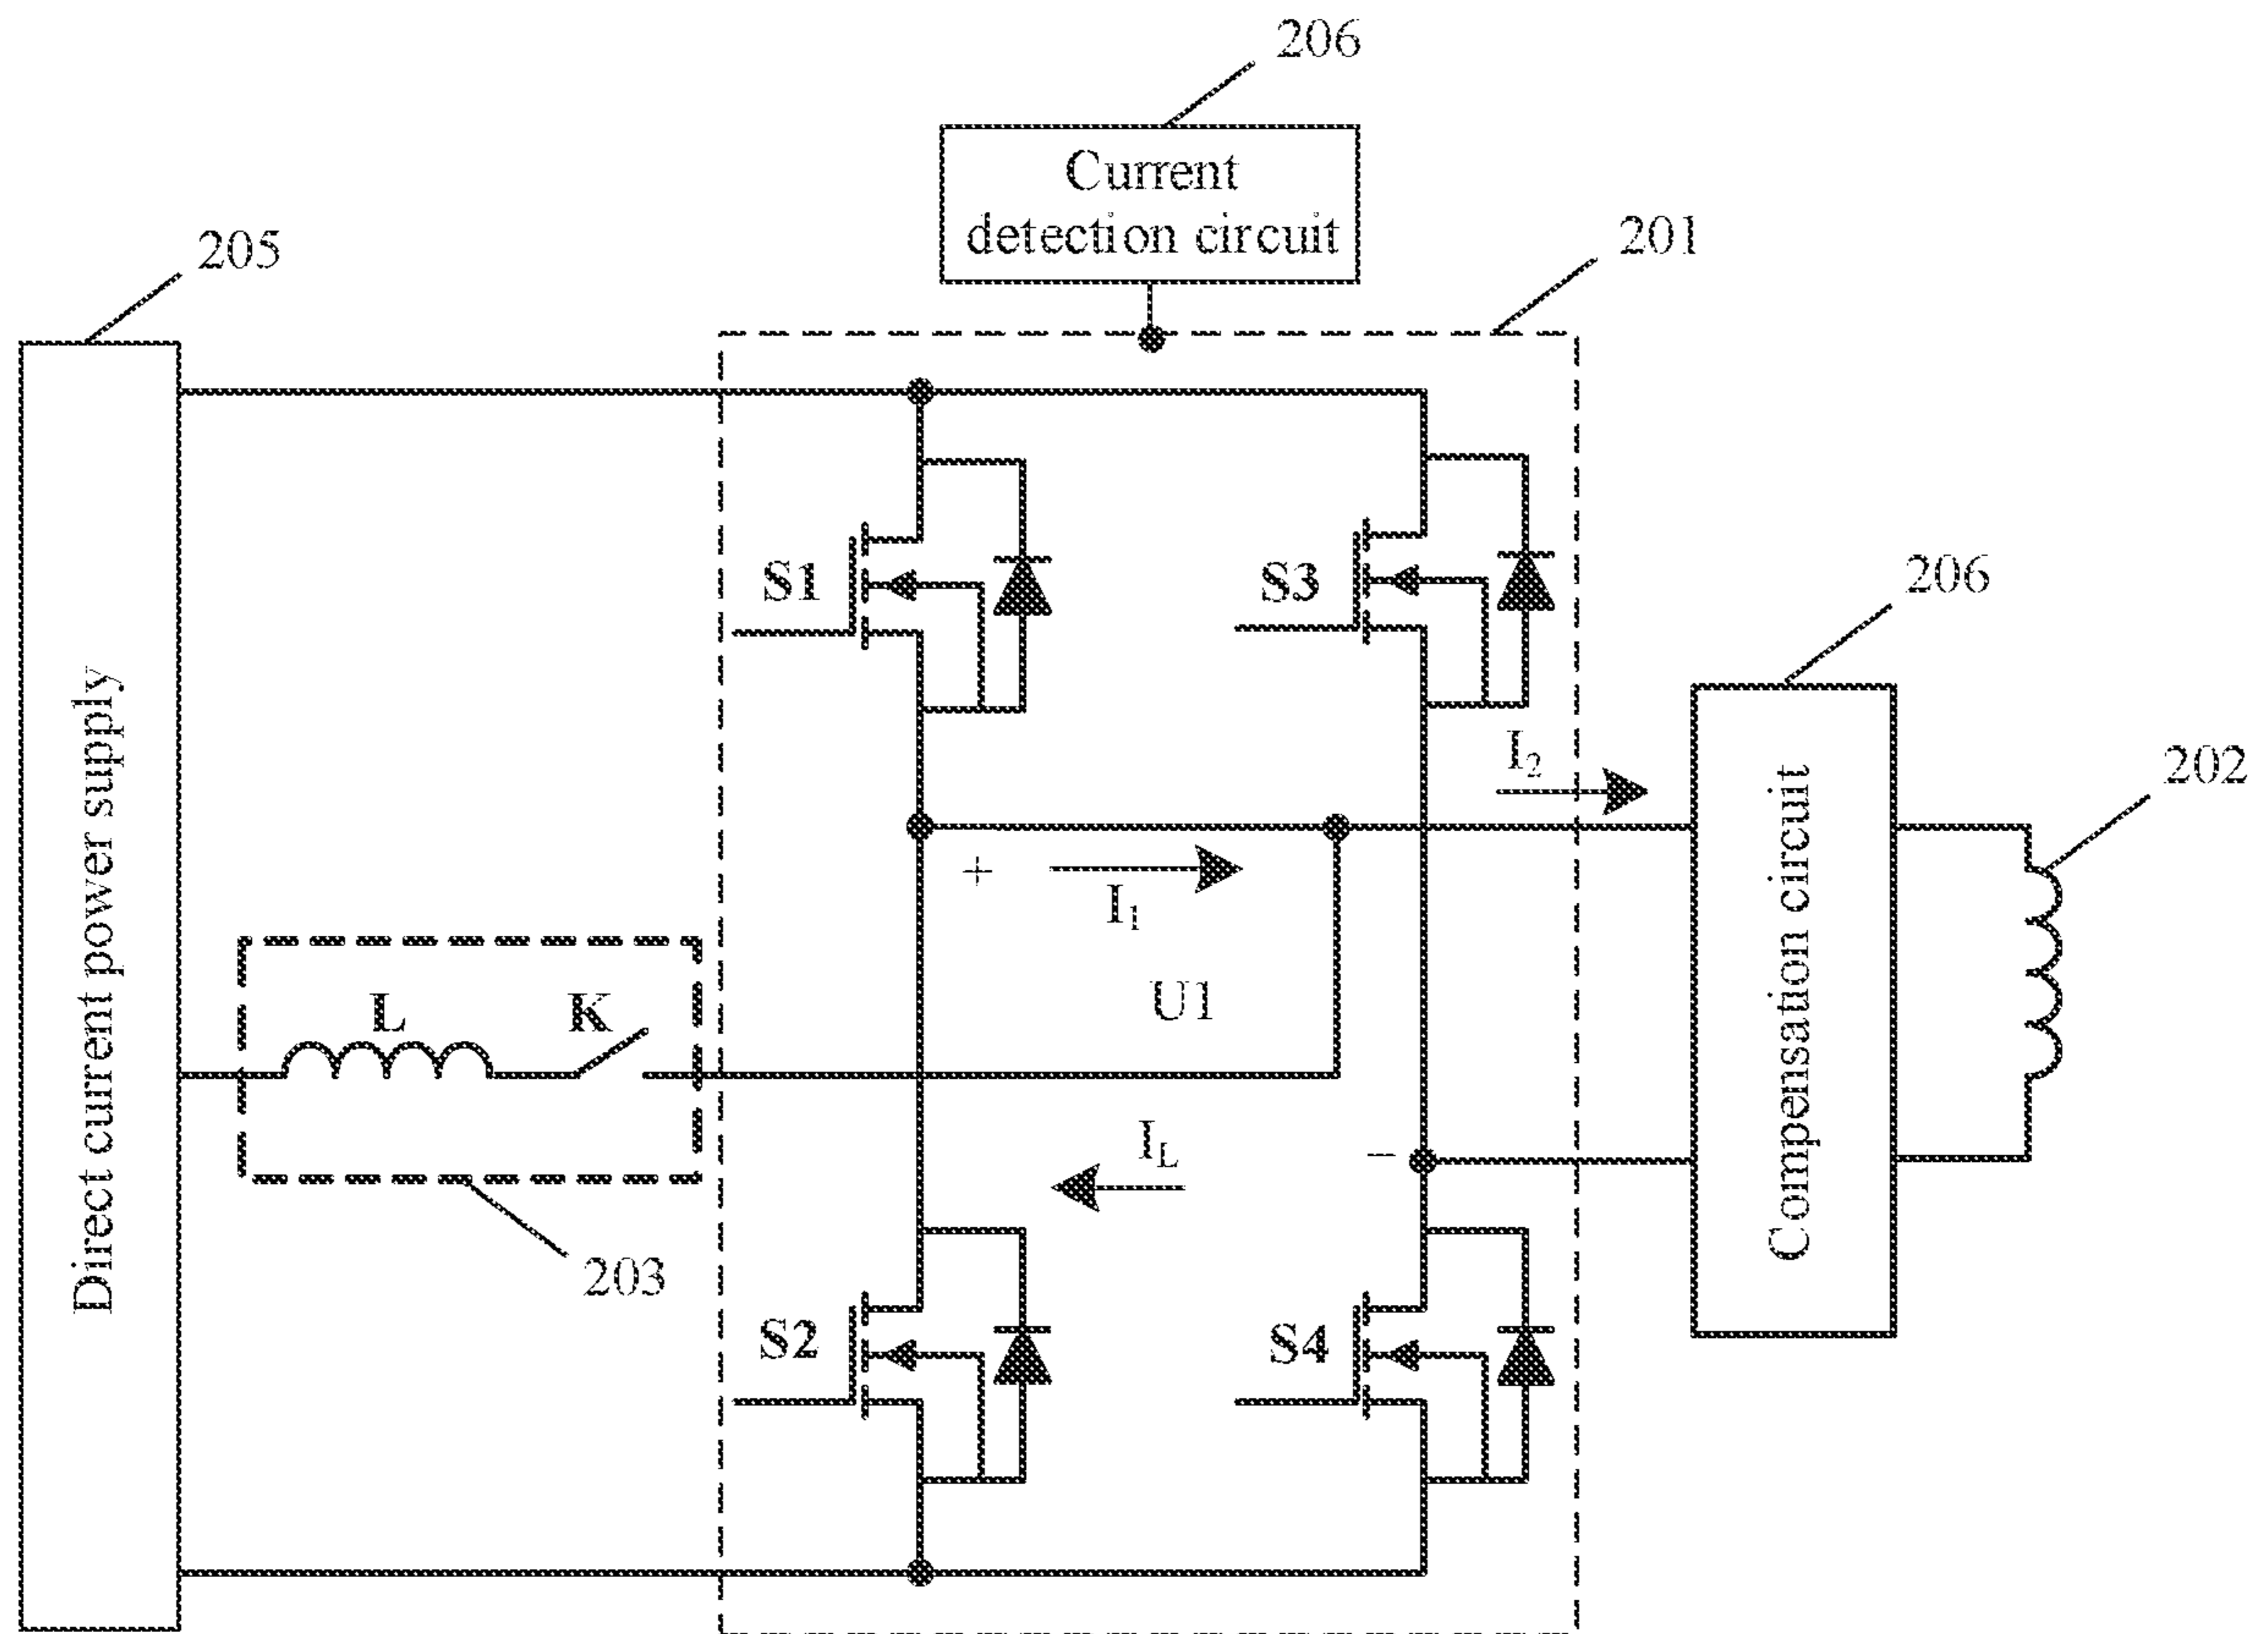 206
Current
detection circuit
205
201
S1
S3
206
Direct current power supply
I₂
202
+
I₁
Compensation circuit
L
K
U1
I_L
−
203
S2
S4